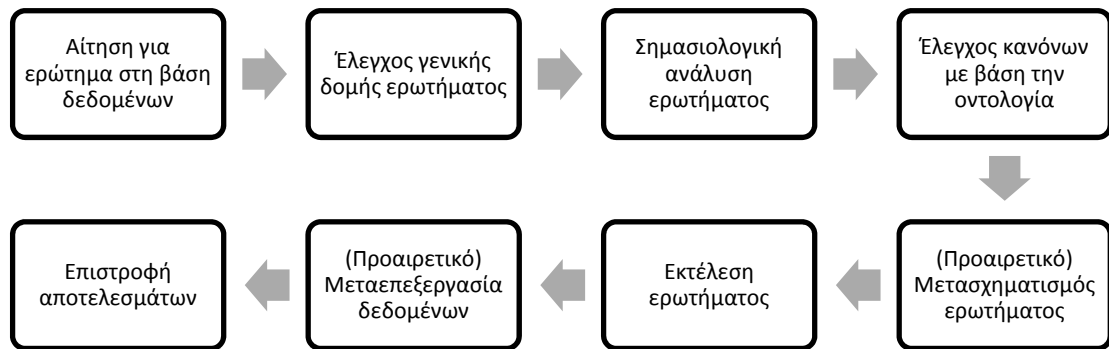 Αίτηση για
ερώτημα στη βάση
δεδομένων
Έλεγχος γενικής
δομής ερωτήματος
Σημασιολογική
ανάλυση
ερωτήματος
Έλεγχος κανόνων
με βάση την
οντολογία
(Προαιρετικό)
Μετασχηματισμός
ερωτήματος
Εκτέλεση
ερωτήματος
(Προαιρετικό)
Μεταεπεξεργασία
δεδομένων
Επιστροφή
αποτελεσμάτων